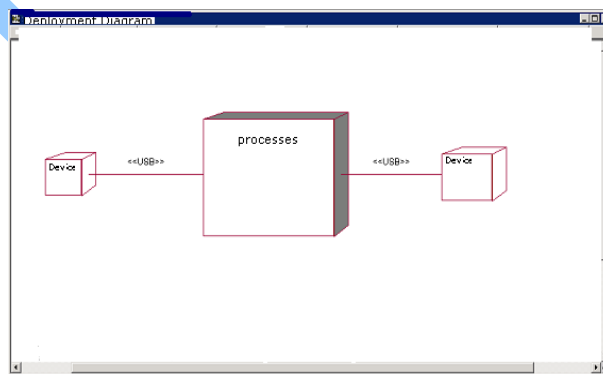 Deployment Diagram
processes
Device
<<USB>>
<<USB>>
Device